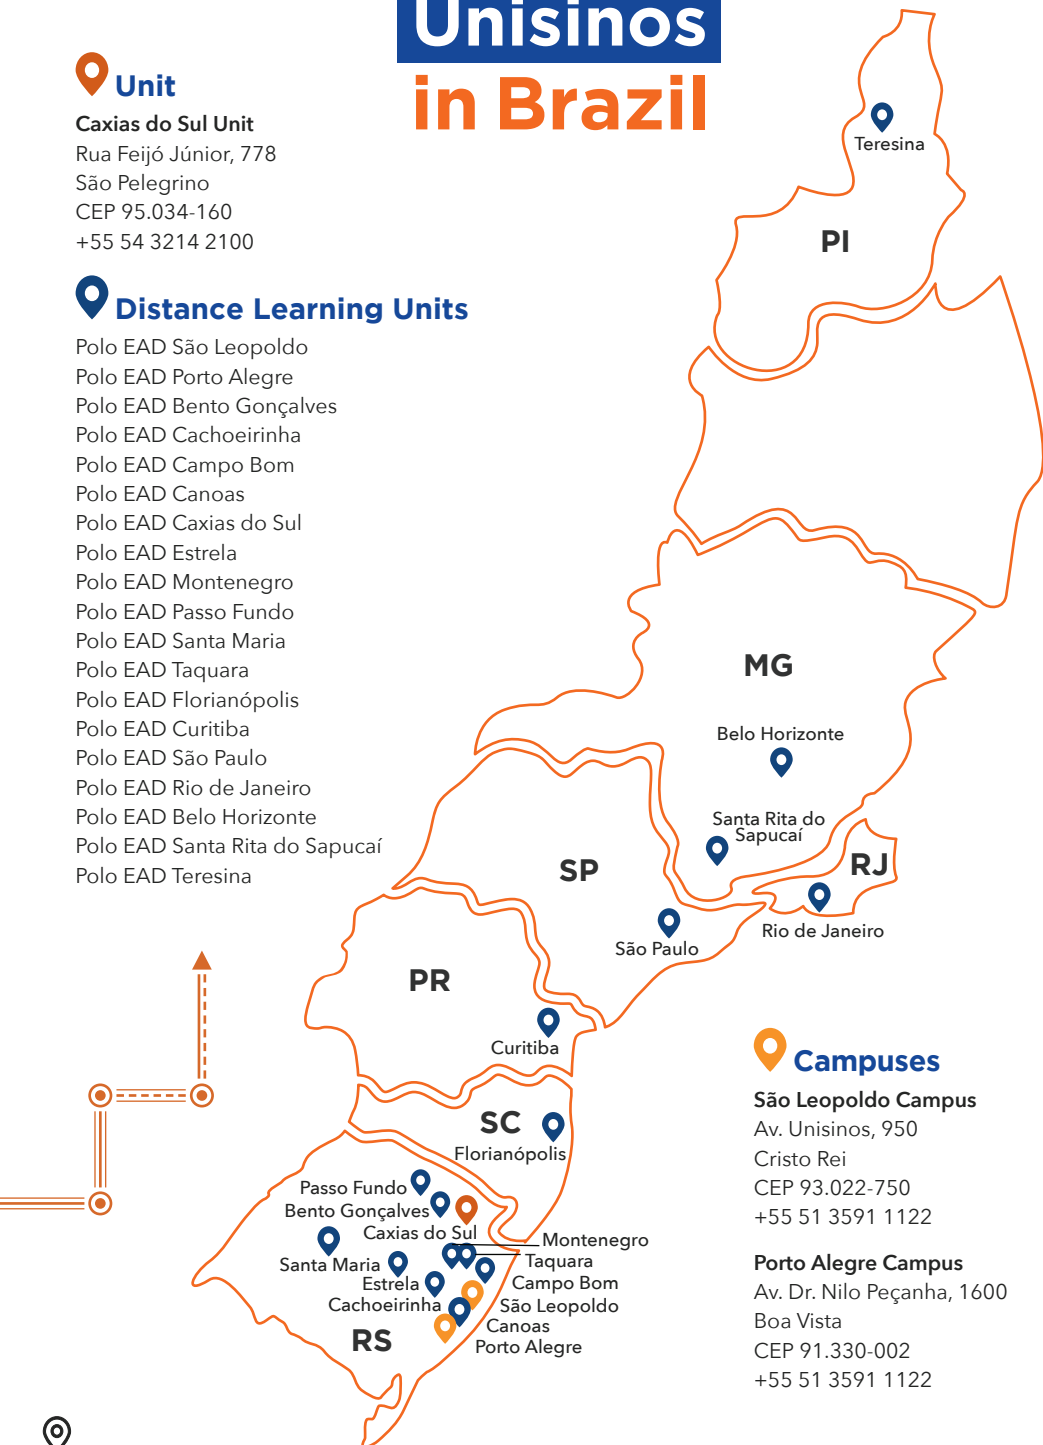 Unisinos
in Brazil
Unit
Caxias do Sul Unit
Rua Feijó Júnior, 778
São Pelegrino
CEP 95.034-160
+55 54 3214 2100
Distance Learning Units
Polo EAD São Leopoldo
Polo EAD Porto Alegre
Polo EAD Bento Gonçalves
Polo EAD Cachoeirinha
Polo EAD Campo Bom
Polo EAD Canoas
Polo EAD Caxias do Sul
Polo EAD Estrela
Polo EAD Montenegro
Polo EAD Passo Fundo
Polo EAD Santa Maria
Polo EAD Taquara
Polo EAD Florianópolis
Polo EAD Curitiba
Polo EAD São Paulo
Polo EAD Rio de Janeiro
Polo EAD Belo Horizonte
Polo EAD Santa Rita do Sapucaí
Polo EAD Teresina
Teresina
PI
MG
Belo Horizonte
Santa Rita do
Sapucaí
RJ
Rio de Janeiro
SP
São Paulo
PR
Curitiba
SC
Florianópolis
Passo Fundo
Bento Gonçalves
Caxias do Sul
Montenegro
Santa Maria
Taquara
Estrela
Campo Bom
Cachoeirinha
São Leopoldo
Canoas
RS
Porto Alegre
Campuses
São Leopoldo Campus
Av. Unisinos, 950
Cristo Rei
CEP 93.022-750
+55 51 3591 1122
Porto Alegre Campus
Av. Dr. Nilo Peçanha, 1600
Boa Vista
CEP 91.330-002
+55 51 3591 1122